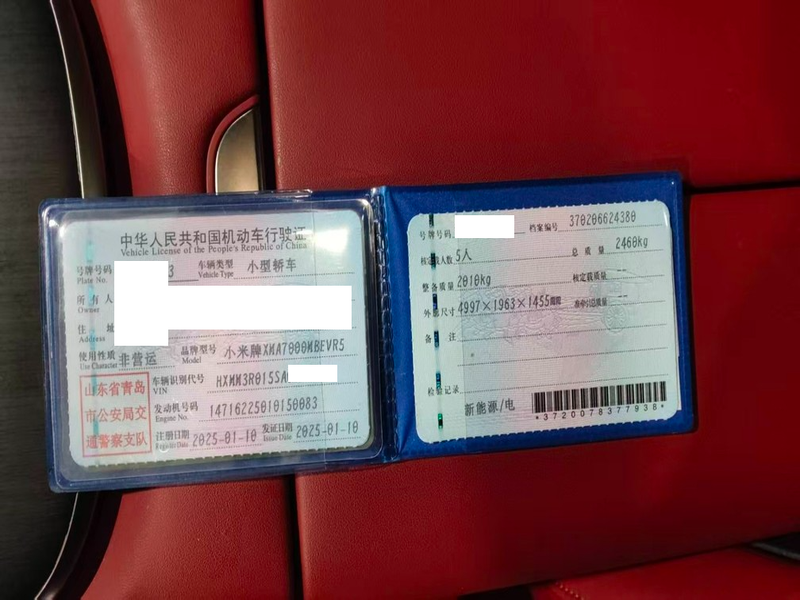 中华人民共和国机动车行驶证
Vehicle License of the People's Republic of China
号牌号码 3 车辆类型 小型轿车
Plate No. Vehicle Type
所有人
Owner
住 址
Address
使用性质 非营运 品牌型号 小米牌XMA7000MBEVR5
Use Character Model
山东省青岛
市公安局交
通警察支队
车辆识别代号 HXMM3R015SA
VIN
发动机号码 14716225010150083
Engine No.
注册日期 2025-01-10 发证日期 2025-01-10
Register Date Issue Date
号牌号码 档案编号 370206624380
核定载人数 5人 总质量 2460kg
整备质量 2010kg 核定载质量 --
外廓尺寸 4997×1963×1455mm 准牵引总质量 --
备 注
检验记录
新能源/电
*3720078377938*